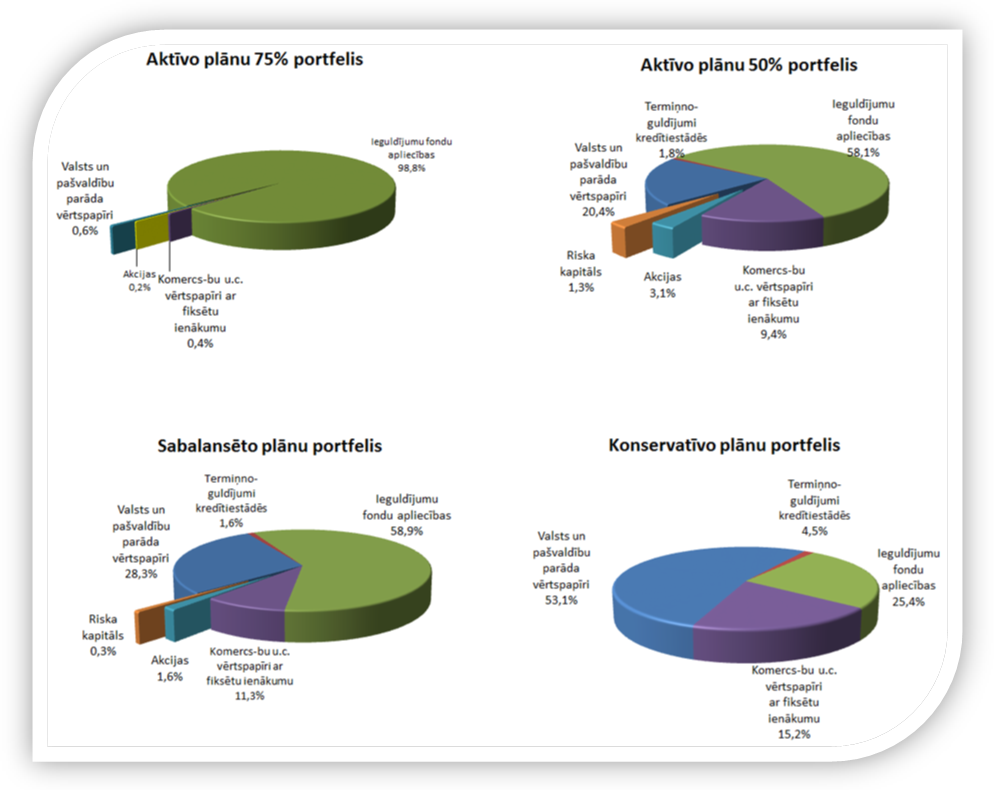 Aktīvo plānu 75% portfelis
Ieguldījumu fondu
apliecības
98,8%
Valsts un
pašvaldību
parāda
vērtspapīri
0,6%
Akcijas
0,2%
Komercs-bu u.c.
vērtspapīri ar
fiksētu
ienākumu
0,4%
Aktīvo plānu 50% portfelis
Termiņno-
guldījumi
kredītiestādēs
1,8%
Ieguldījumu
fondu
apliecības
58,1%
Valsts un
pašvaldību
parāda
vērtspapīri
20,4%
Riska
kapitāls
1,3%
Akcijas
3,1%
Komercs-bu
u.c. vērtspapīri
ar fiksētu
ienākumu
9,4%
Sabalansēto plānu portfelis
Termiņno-
guldījumi
kredītiestādēs
1,6%
Ieguldījumu
fondu apliecības
58,9%
Valsts un
pašvaldību
parāda
vērtspapīri
28,3%
Riska
kapitāls
0,3%
Akcijas
1,6%
Komercs-bu u.c.
vērtspapīri ar
fiksētu ienākumu
11,3%
Konservatīvo plānu portfelis
Termiņno-
guldījumi
kredītiestādēs
4,5%
Valsts un
pašvaldību
parāda
vērtspapīri
53,1%
Ieguldījumu
fondu
apliecības
25,4%
Komercs-bu u.c.
vērtspapīri
ar fiksētu
ienākumu
15,2%